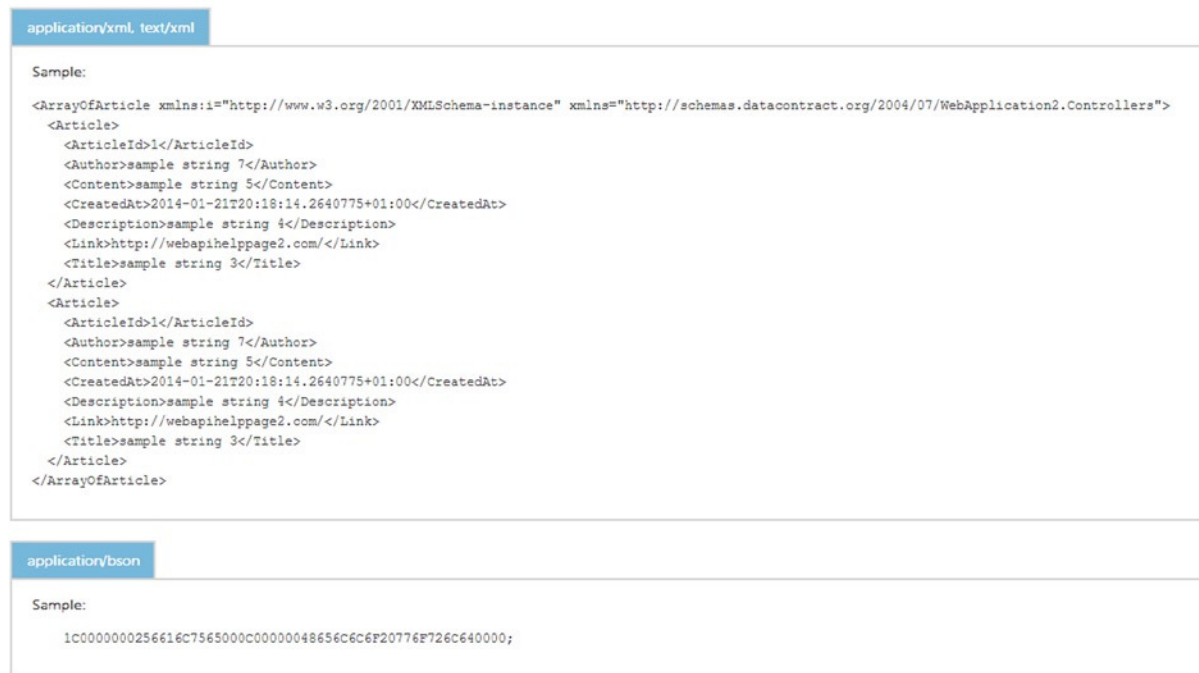 application/xml, text/xml
Sample:
<ArrayOfArticle xmlns:i="http://www.w3.org/2001/XMLSchema-instance" xmlns="http://schemas.datacontract.org/2004/07/WebApplication2.Controllers">
  <Article>
    <ArticleId>1</ArticleId>
    <Author>sample string 7</Author>
    <Content>sample string 5</Content>
    <CreatedAt>2014-01-21T20:18:14.2640775+01:00</CreatedAt>
    <Description>sample string 4</Description>
    <Link>http://webapihelppage2.com/</Link>
    <Title>sample string 3</Title>
  </Article>
  <Article>
    <ArticleId>1</ArticleId>
    <Author>sample string 7</Author>
    <Content>sample string 5</Content>
    <CreatedAt>2014-01-21T20:18:14.2640775+01:00</CreatedAt>
    <Description>sample string 4</Description>
    <Link>http://webapihelppage2.com/</Link>
    <Title>sample string 3</Title>
  </Article>
</ArrayOfArticle>
application/bson
Sample:
1C0000000256616C7565000C00000048656C6C6F20776F726C640000;